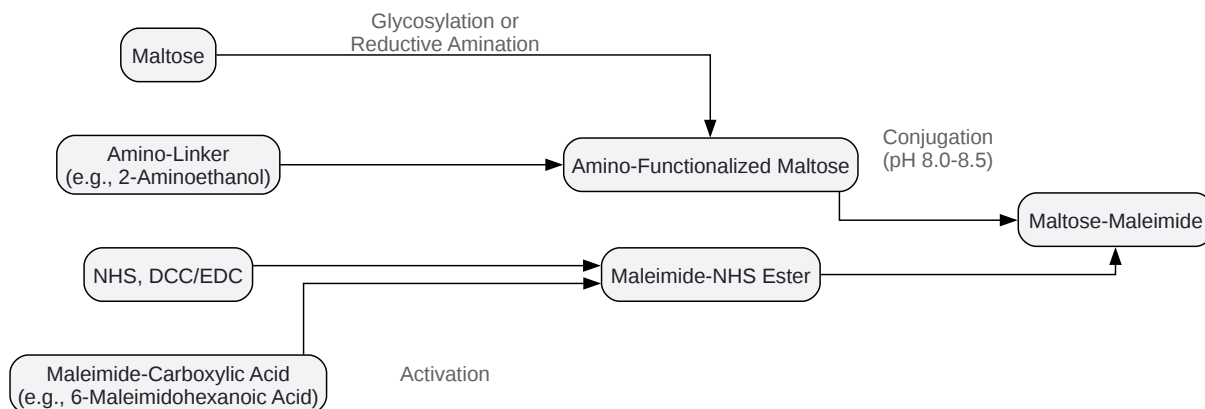 Glycosylation or
Reductive Amination
Maltose
Amino-Linker
(e.g., 2-Aminoethanol)
Amino-Functionalized Maltose
Conjugation
(pH 8.0-8.5)
Maltose-Maleimide
NHS, DCC/EDC
Maleimide-NHS Ester
Maleimide-Carboxylic Acid
(e.g., 6-Maleimidohexanoic Acid)
Activation